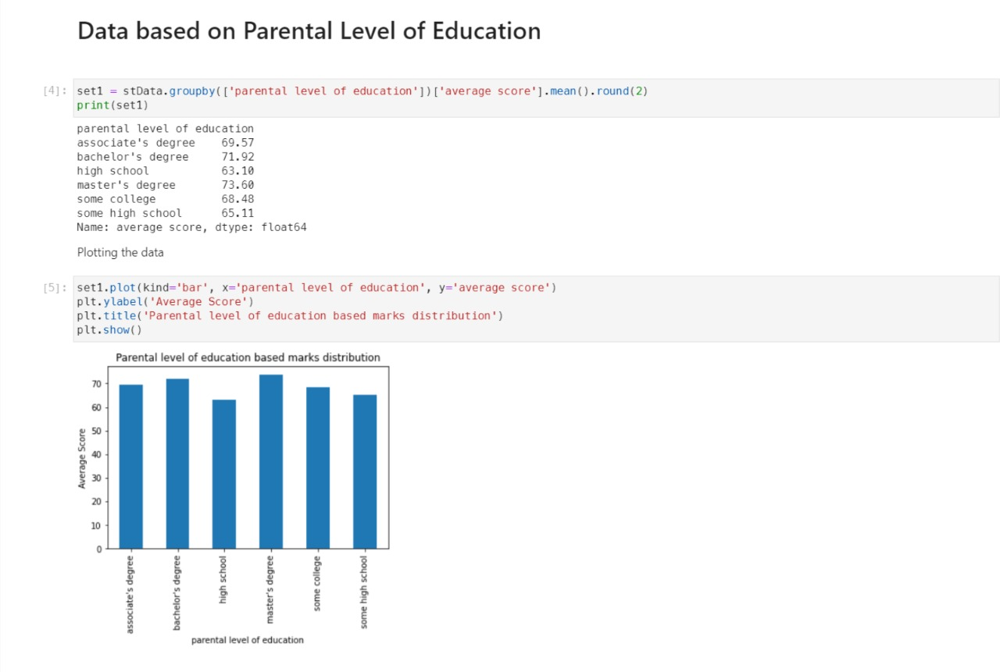 Data based on Parental Level of Education
[4]: set1 = stData.groupby(['parental level of education'])['average score'].mean().round(2)
print(set1)
parental level of education
associate's degree    69.57
bachelor's degree     71.92
high school           63.10
master's degree       73.60
some college          68.48
some high school      65.11
Name: average score, dtype: float64
Plotting the data
[5]: set1.plot(kind='bar', x='parental level of education', y='average score')
plt.ylabel('Average Score')
plt.title('Parental level of education based marks distribution')
plt.show()
Parental level of education based marks distribution
Average Score
70
60
50
40
30
20
10
0
associate's degree
bachelor's degree
high school
master's degree
some college
some high school
parental level of education